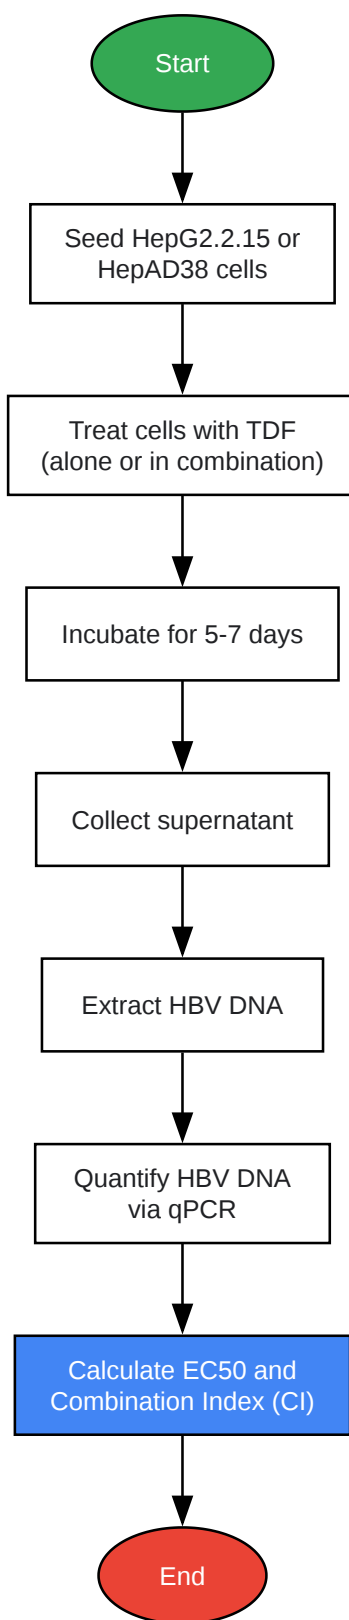 Start
Seed HepG2.2.15 or
HepAD38 cells
Treat cells with TDF
(alone or in combination)
Incubate for 5-7 days
Collect supernatant
Extract HBV DNA
Quantify HBV DNA
via qPCR
Calculate EC50 and
Combination Index (CI)
End